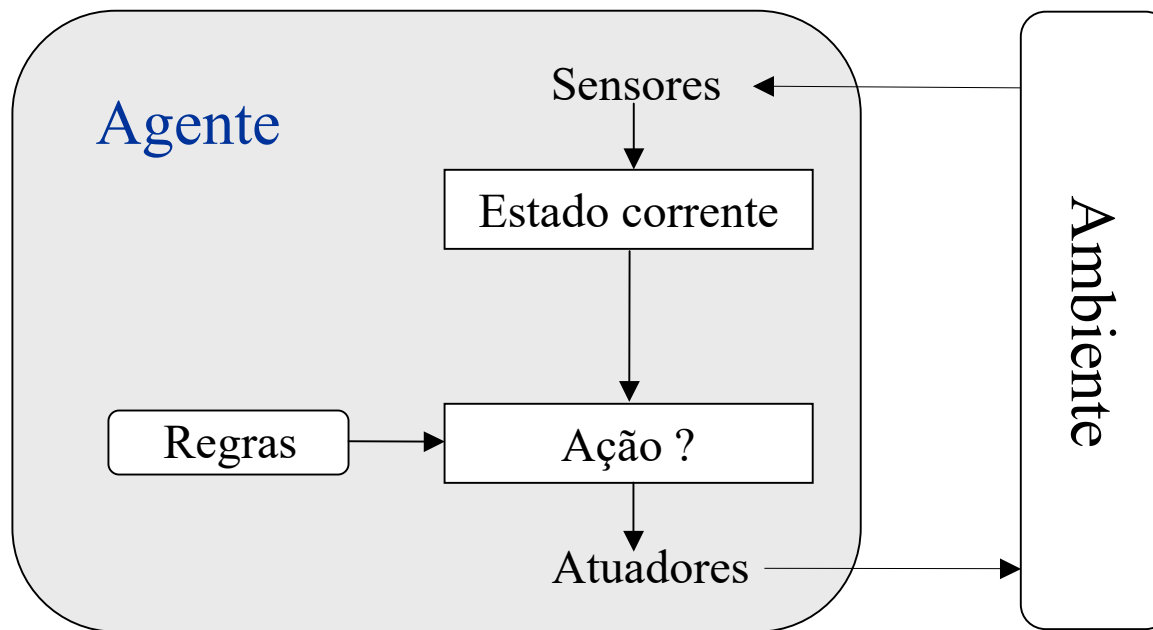 Sensores
Agente
Estado corrente
Regras
Ação ?
Atuadores
Ambiente